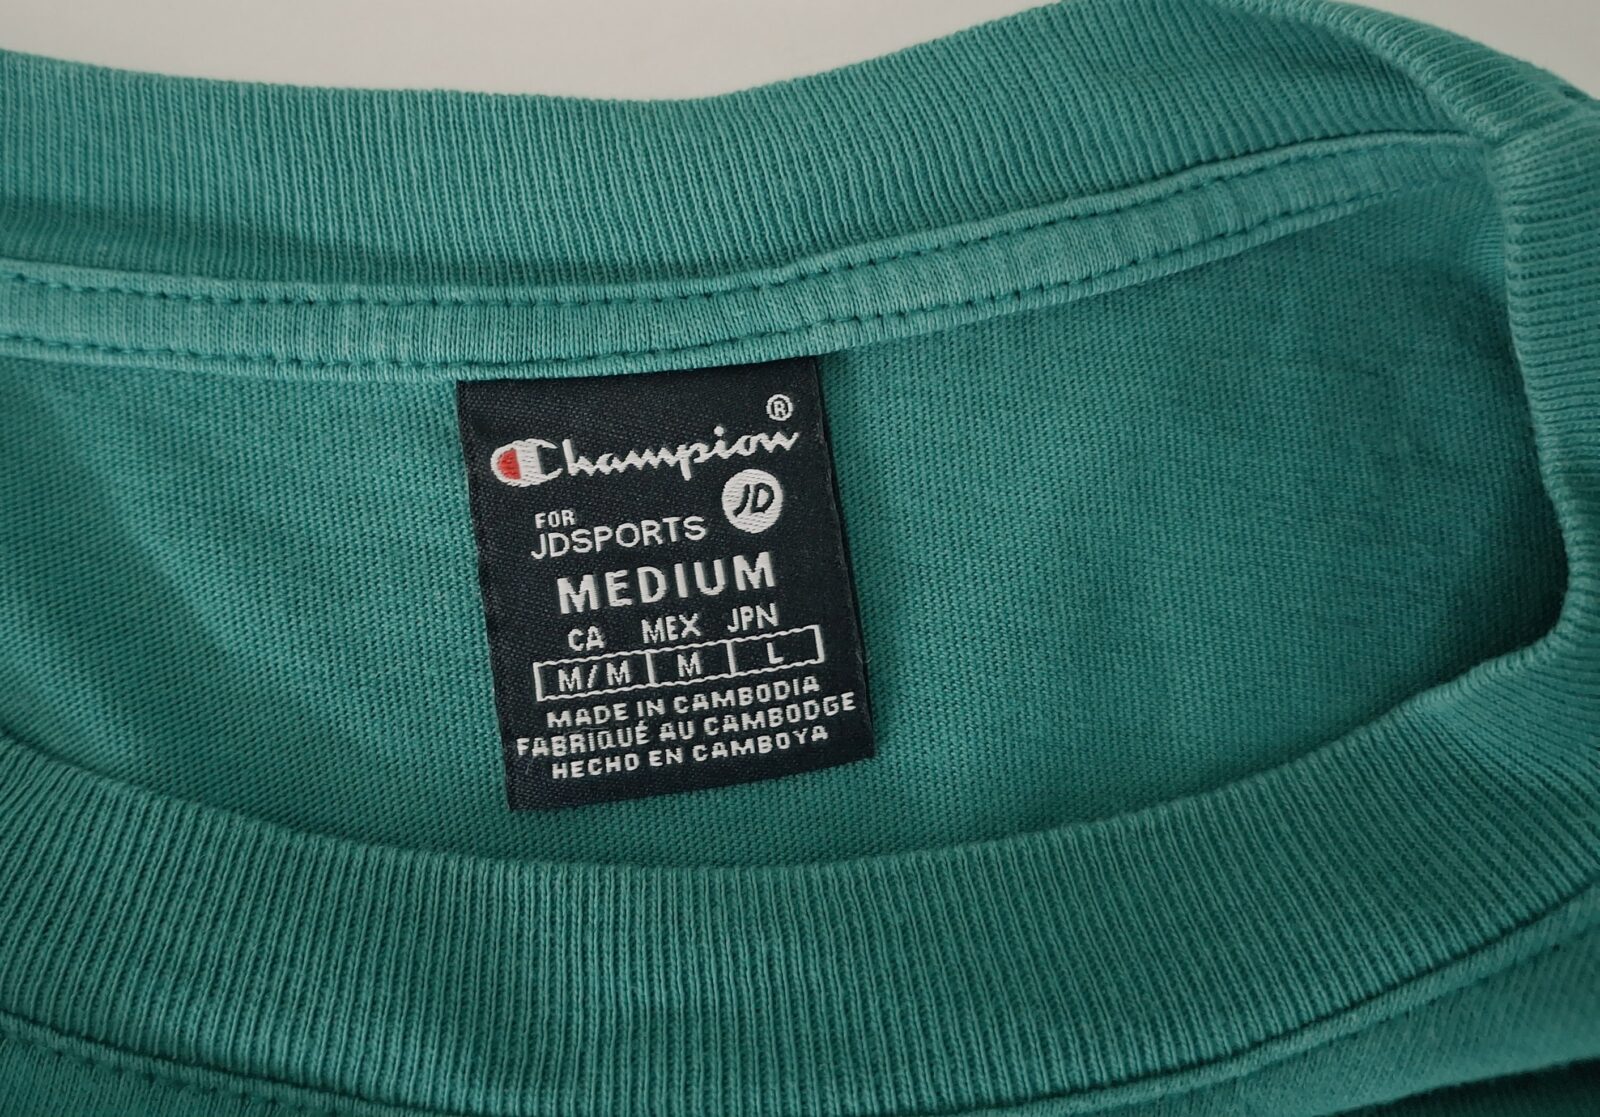 ®
Champion
JD
FOR
JDSPORTS
MEDIUM
CA MEX JPN
M/M M L
MADE IN CAMBODIA
FABRIQUÉ AU CAMBODGE
HECHO EN CAMBOYA